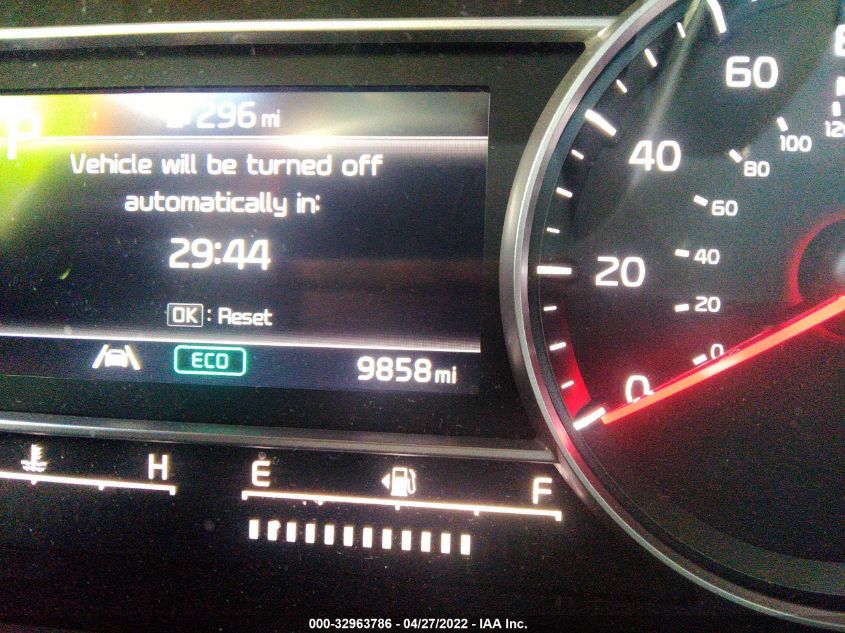 P
296 mi
Vehicle will be turned off
automatically in:
29:44
OK : Reset
ECO
9858 mi
H
E
F
60
40
20
0
120
100
80
60
40
20
0
000-32963786 - 04/27/2022 - IAA Inc.